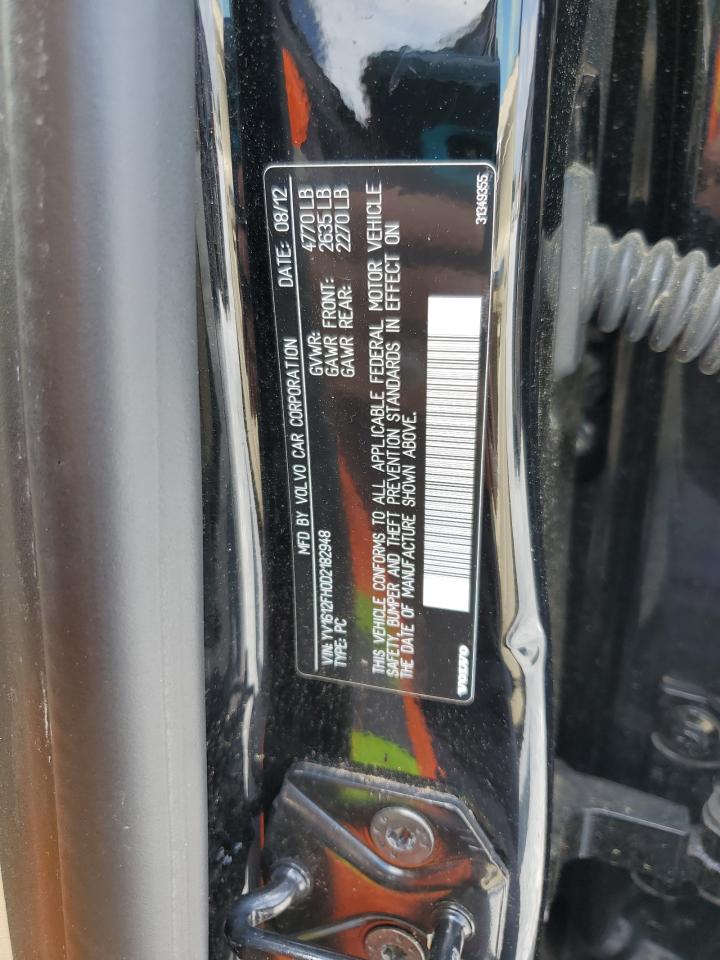 MFD BY VOLVO CAR CORPORATION DATE: 08/12
GVWR: 4770 LB
GAWR FRONT: 2635 LB
VIN: YV1612FH0D2182948 GAWR REAR: 2270 LB
TYPE: PC
THIS VEHICLE CONFORMS TO ALL APPLICABLE FEDERAL MOTOR VEHICLE
SAFETY, BUMPER AND THEFT PREVENTION STANDARDS IN EFFECT ON
THE DATE OF MANUFACTURE SHOWN ABOVE.
VOLVO 31349355